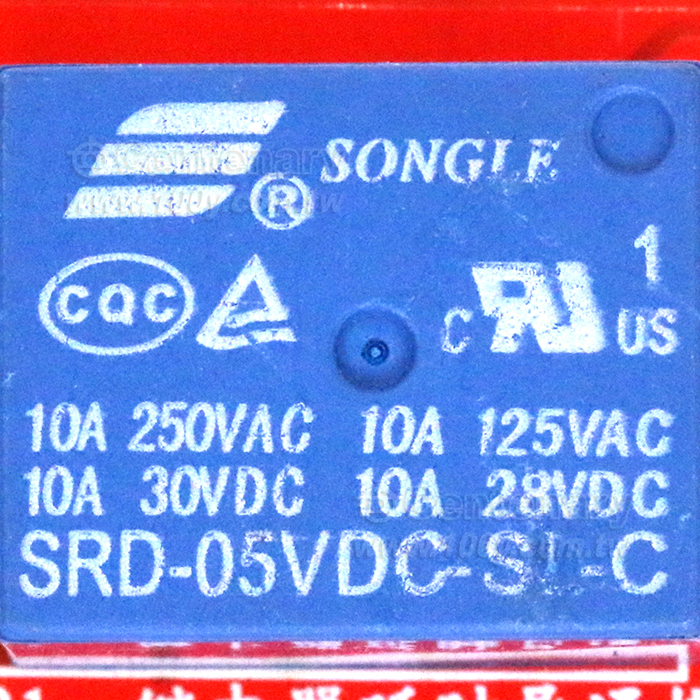 ® SONGLE
1
CQC
C US
10A 250VAC 10A 125VAC
10A 30VDC 10A 28VDC
SRD-05VDC-SL-C